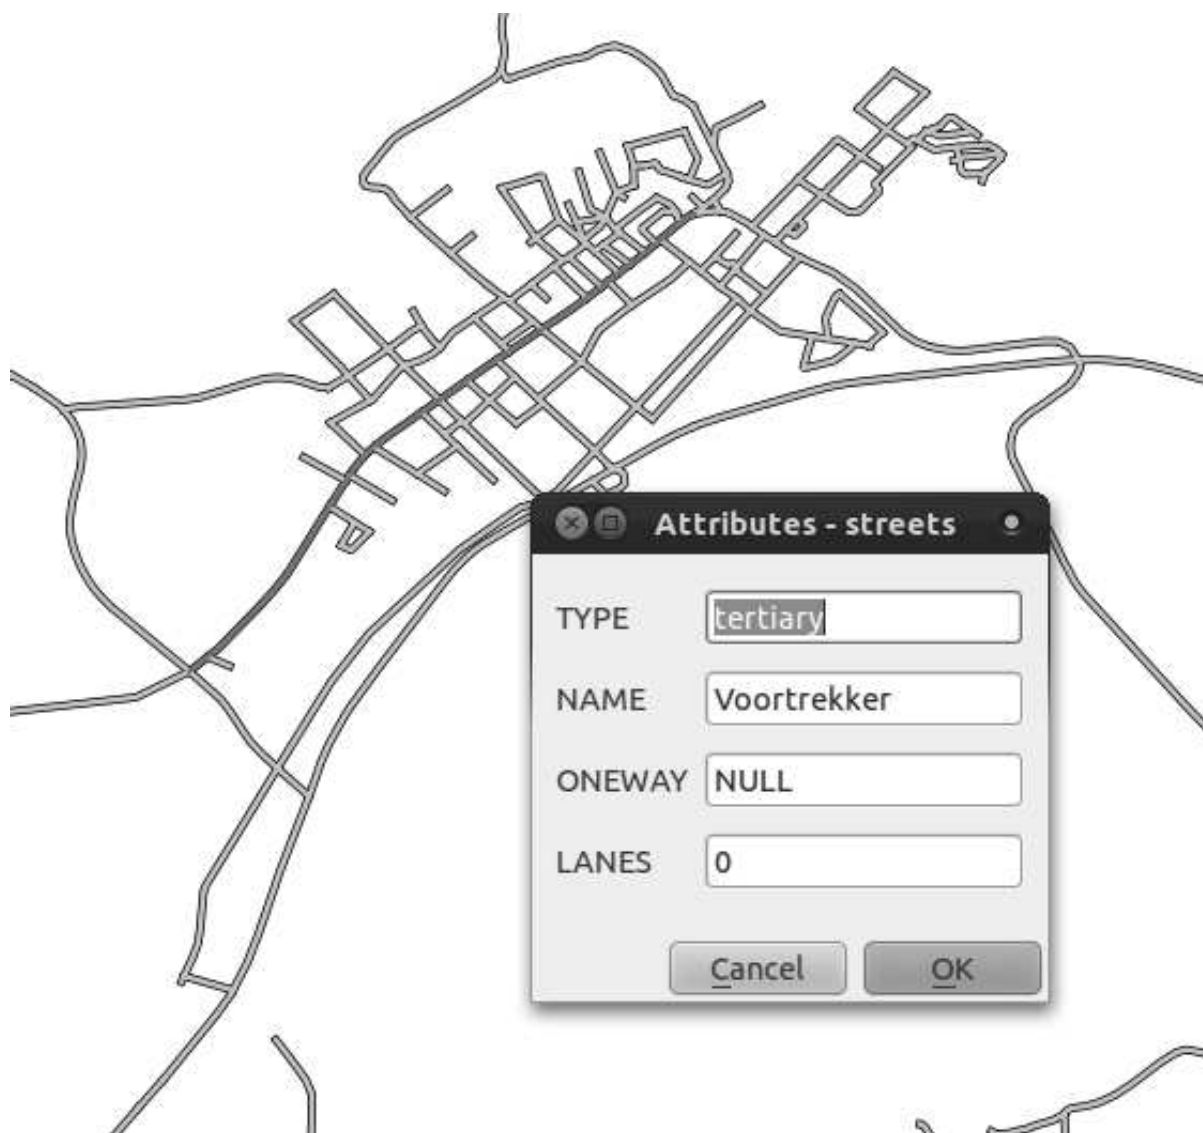 Attributes - streets
TYPE tertiary
NAME Voortrekker
ONEWAY NULL
LANES 0
Cancel OK